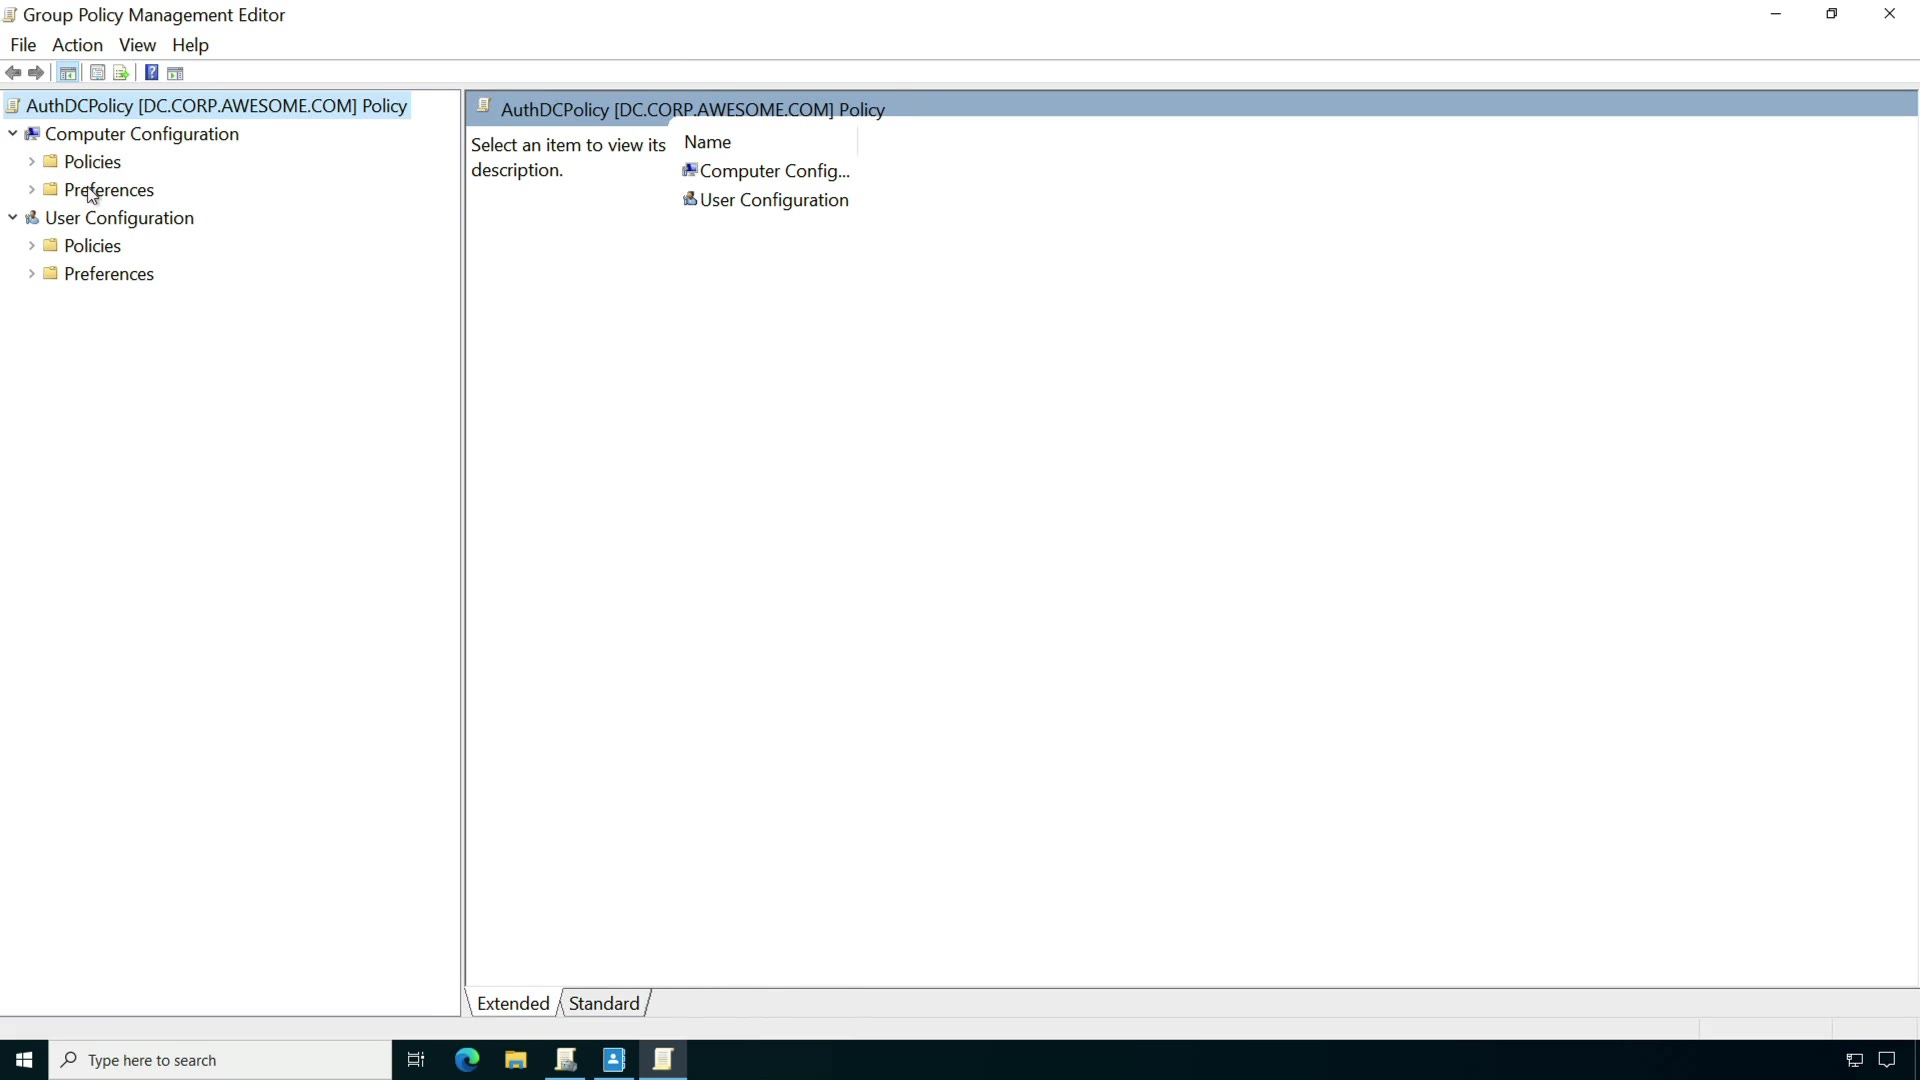 Group Policy Management Editor
File Action View Help
AuthDCPolicy [DC.CORP.AWESOME.COM] Policy
Computer Configuration
Policies
Preferences
User Configuration
Policies
Preferences
AuthDCPolicy [DC.CORP.AWESOME.COM] Policy
Select an item to view its
description.
Name
Computer Config...
User Configuration
Extended Standard
Type here to search